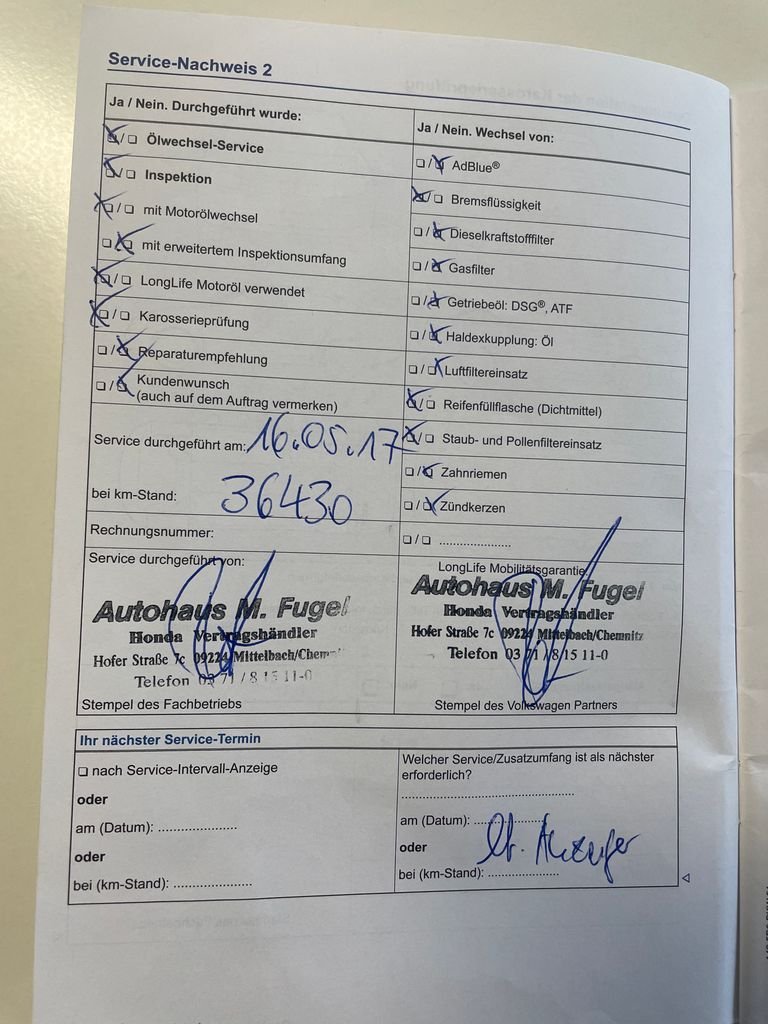 Service-Nachweis 2
Ja / Nein. Durchgeführt wurde:
☒/☐ Ölwechsel-Service
☒/☐ Inspektion
☒/☐ mit Motorölwechsel
☐/☒ mit erweitertem Inspektionsumfang
☒/☐ LongLife Motoröl verwendet
☒/☐ Karosserieprüfung
☐/☒ Reparaturempfehlung
☐/☒ Kundenwunsch
(auch auf dem Auftrag vermerken)
Service durchgeführt am: 16.05.17
bei km-Stand: 36430
Rechnungsnummer:
Service durchgeführt von:
Autohaus M. Fugel
Honda Vertragshändler
Hofer Straße 7c 09224 Mittelbach/Chemnitz
Telefon 03 71 / 8 15 11-0
Stempel des Fachbetriebs
Ja / Nein. Wechsel von:
☐/☒ AdBlue®
☒/☐ Bremsflüssigkeit
☐/☒ Dieselkraftstofffilter
☐/☒ Gasfilter
☐/☒ Getriebeöl: DSG®, ATF
☐/☒ Haldexkupplung: Öl
☐/☒ Luftfiltereinsatz
☒/☐ Reifenfüllflasche (Dichtmittel)
☒/☐ Staub- und Pollenfiltereinsatz
☐/☒ Zahnriemen
☐/☒ Zündkerzen
☐/☐ ......................
LongLife Mobilitätsgarantie:
Autohaus M. Fugel
Honda Vertragshändler
Hofer Straße 7c 09224 Mittelbach/Chemnitz
Telefon 03 71 / 8 15 11-0
Stempel des Volkswagen Partners
Ihr nächster Service-Termin
☐ nach Service-Intervall-Anzeige
oder
am (Datum): ......................
oder
bei (km-Stand): ......................
Welcher Service/Zusatzumfang ist als nächster
erforderlich?
................................................
am (Datum): ......................
oder
lt. Anzeige
bei (km-Stand): ....................